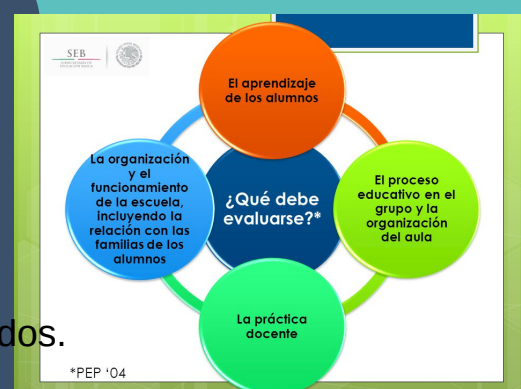 SEB
El aprendizaje
de los alumnos
La organización
y el
funcionamiento
de la escuela,
incluyendo la
relación con las
familias de los
alumnos
¿Qué debe
evaluarse?*
El proceso
educativo en el
grupo y la
organización
del aula
La práctica
docente
dos.
*PEP '04